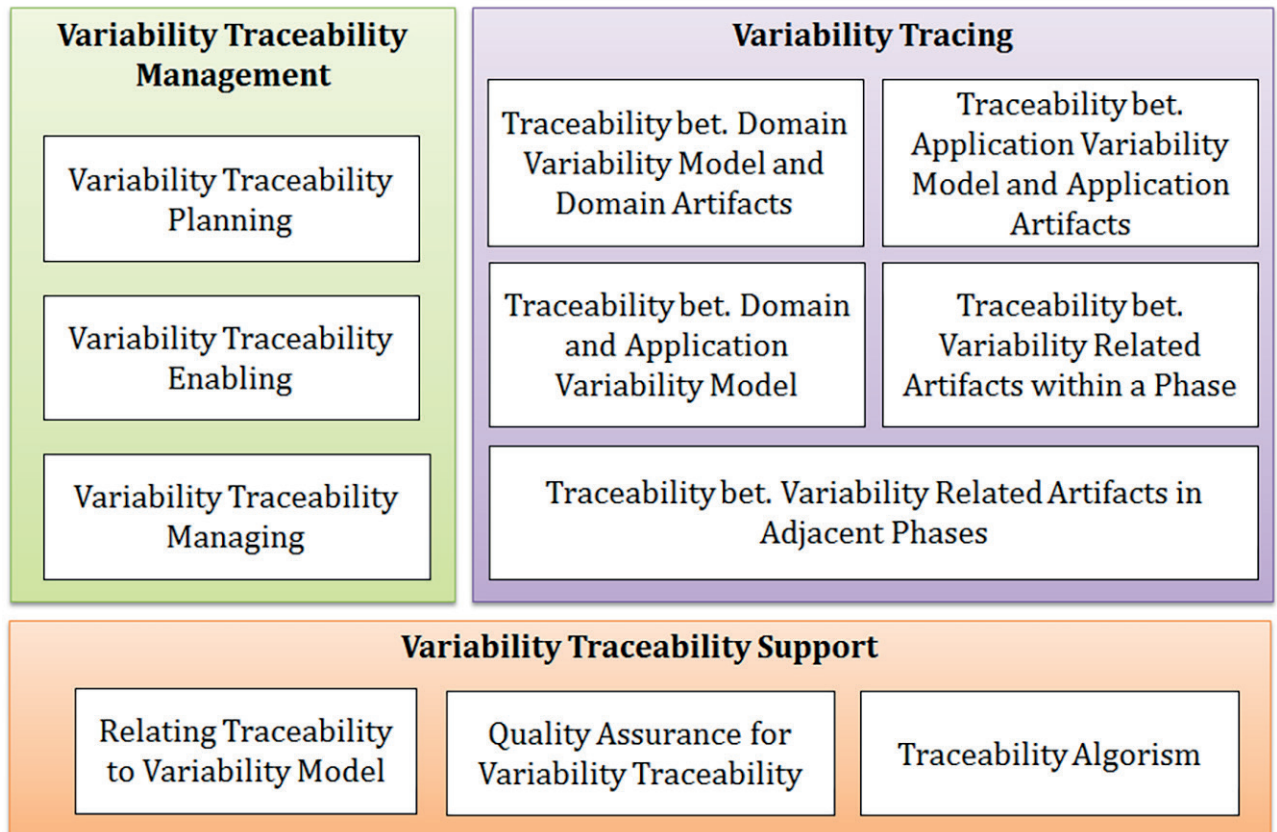 Variability Traceability
Management
Variability Traceability
Planning
Variability Traceability
Enabling
Variability Traceability
Managing
Variability Tracing
Traceability bet. Domain
Variability Model and
Domain Artifacts
Traceability bet.
Application Variability
Model and Application
Artifacts
Traceability bet. Domain
and Application
Variability Model
Traceability bet.
Variability Related
Artifacts within a Phase
Traceability bet. Variability Related Artifacts in
Adjacent Phases
Variability Traceability Support
Relating Traceability
to Variability Model
Quality Assurance for
Variability Traceability
Traceability Algorism